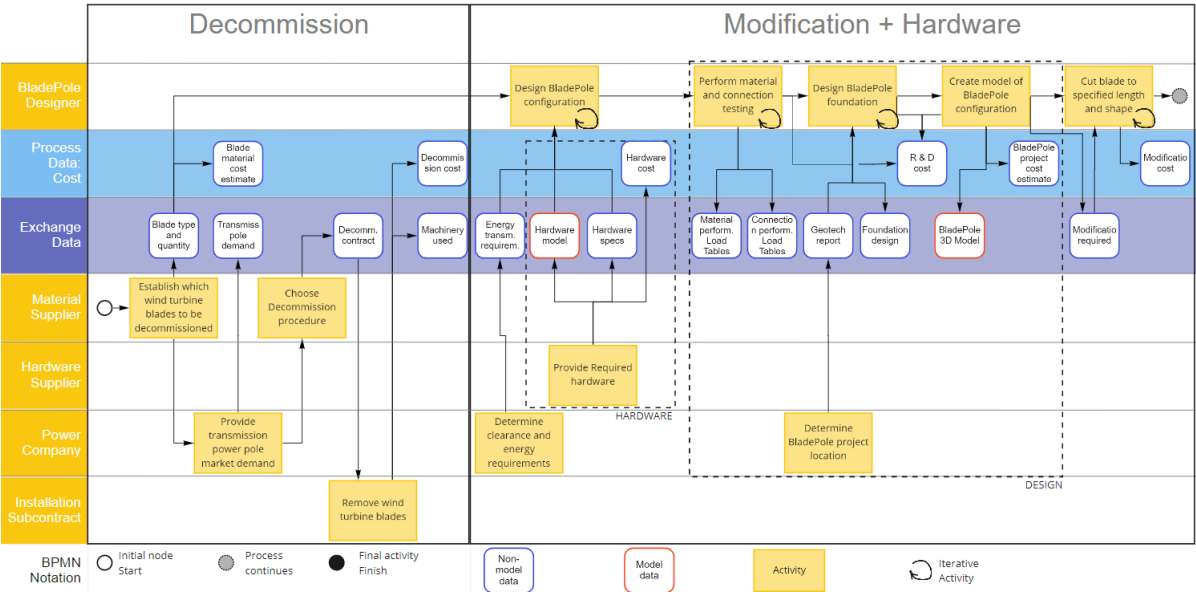 Decommission
Modification + Hardware
BladePole
Designer
Design BladePole
configuration
Perform material
and connection
testing
Design BladePole
foundation
Create model of
BladePole
configuration
Cut blade to
specified length
and shape
Process
Data:
Cost
Blade
material
cost
estimate
Decommis
sion cost
Hardware
cost
R & D
cost
BladePole
project
cost
estimate
Modificatio
cost
Exchange
Data
Blade type
and
quantity
Transmiss
pole
demand
Decomm.
contract
Machinery
used
Energy
transm.
requirem.
Hardware
model
Hardware
specs
Material
perform.
Load
Tables
Connectio
n perform.
Load
Tables
Geotech
report
Foundation
design
BladePole
3D Model
Modificatio
required
Material
Supplier
Establish which
wind turbine
blades to be
decommissioned
Choose
Decommission
procedure
Hardware
Supplier
Provide Required
hardware
HARDWARE
Power
Company
Provide
transmission
power pole
market demand
Determine
clearance and
energy
requirements
Determine
BladePole project
location
DESIGN
Installation
Subcontract
Remove wind
turbine blades
BPMN
Notation
Initial node
Start
Process
continues
Final activity
Finish
Non-
model
data
Model
data
Activity
Iterative
Activity